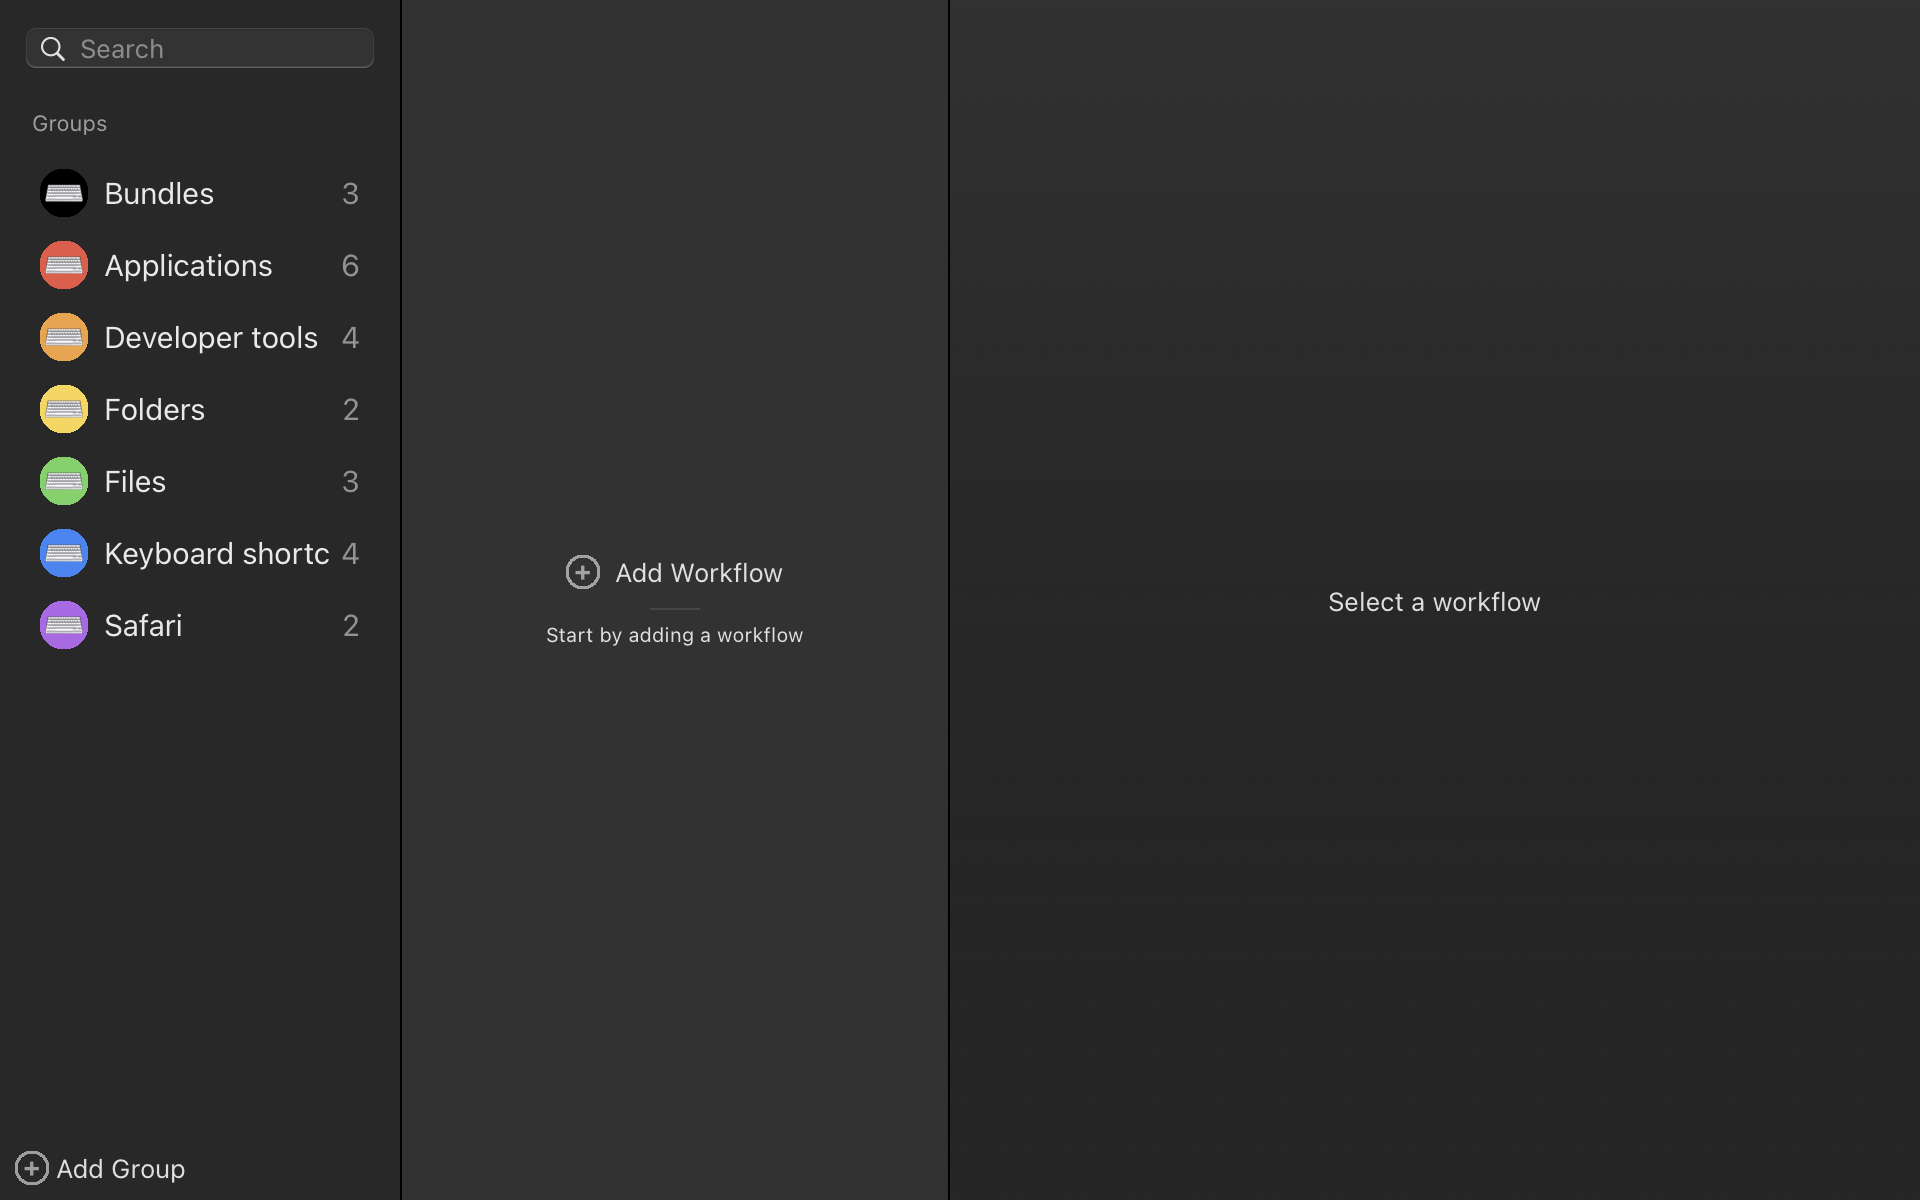 Search
Groups
Bundles 3
Applications 6
Developer tools 4
Folders 2
Files 3
Keyboard shortc 4
Safari 2
Add Group
Add Workflow
Start by adding a workflow
Select a workflow